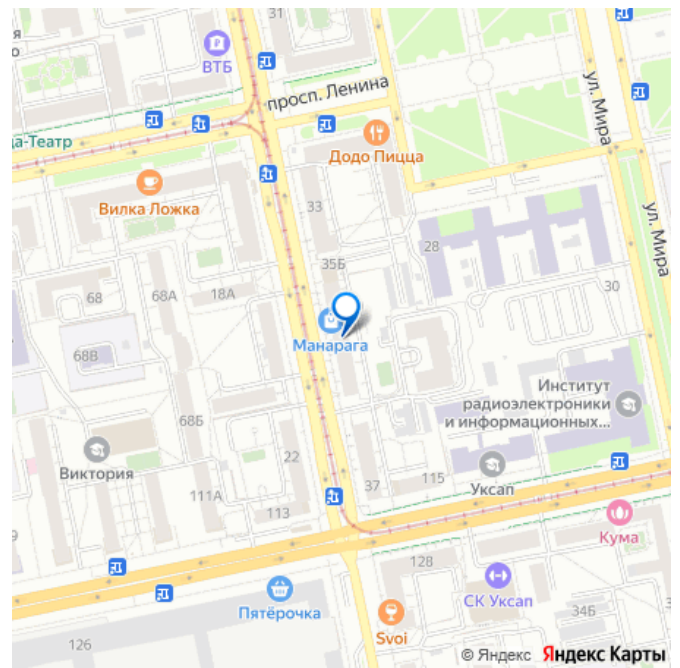 31
я
ВТБ
просп. Ленина
ул. Мира
ца-Театр
Додо Пицца
Вилка Ложка
33
28
ул. Мира
35Б
68
68А
18А
30
Манарага
68В
Институт
радиоэлектроники
и информационных...
68Б
Виктория
22
37
115
Уксап
111А
113
9
Кума
128
СК Уксап
Пятёрочка
34Б
126
Svoi
© Яндекс Яндекс Карты